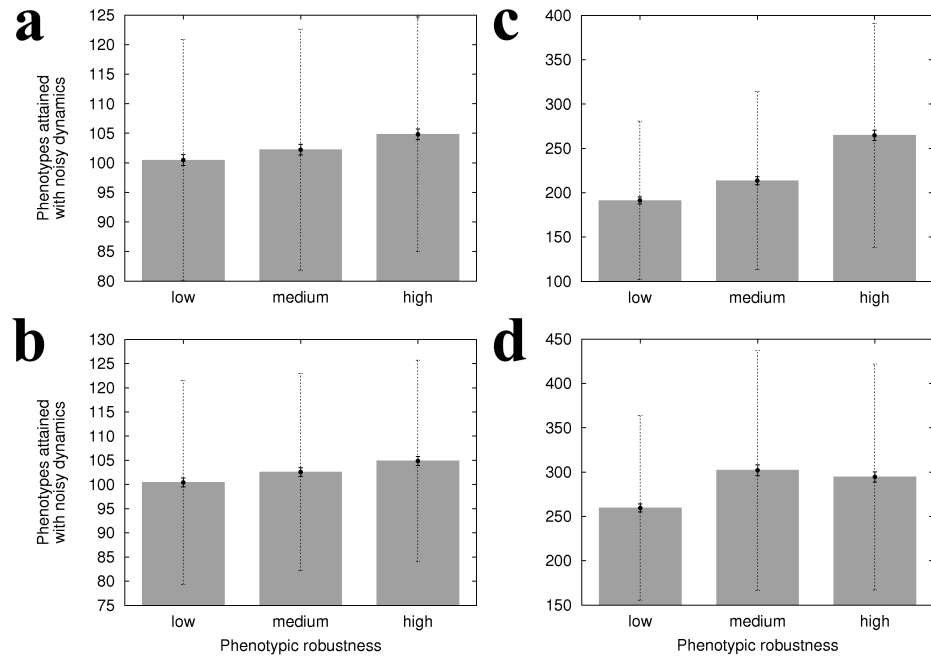 a
125
120
115
110
105
100
95
90
85
80
Phenotypes attained
with noisy dynamics
low medium high
c
400
350
300
250
200
150
100
low medium high
b
130
125
120
115
110
105
100
95
90
85
80
75
Phenotypes attained
with noisy dynamics
low medium high
Phenotypic robustness
d
450
400
350
300
250
200
150
low medium high
Phenotypic robustness